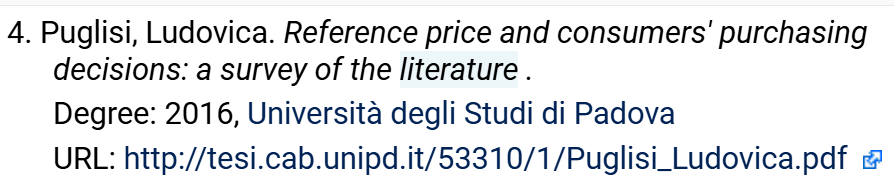 4. Puglisi, Ludovica. Reference price and consumers' purchasing
decisions: a survey of the literature .
Degree: 2016, Università degli Studi di Padova
URL: http://tesi.cab.unipd.it/53310/1/Puglisi_Ludovica.pdf